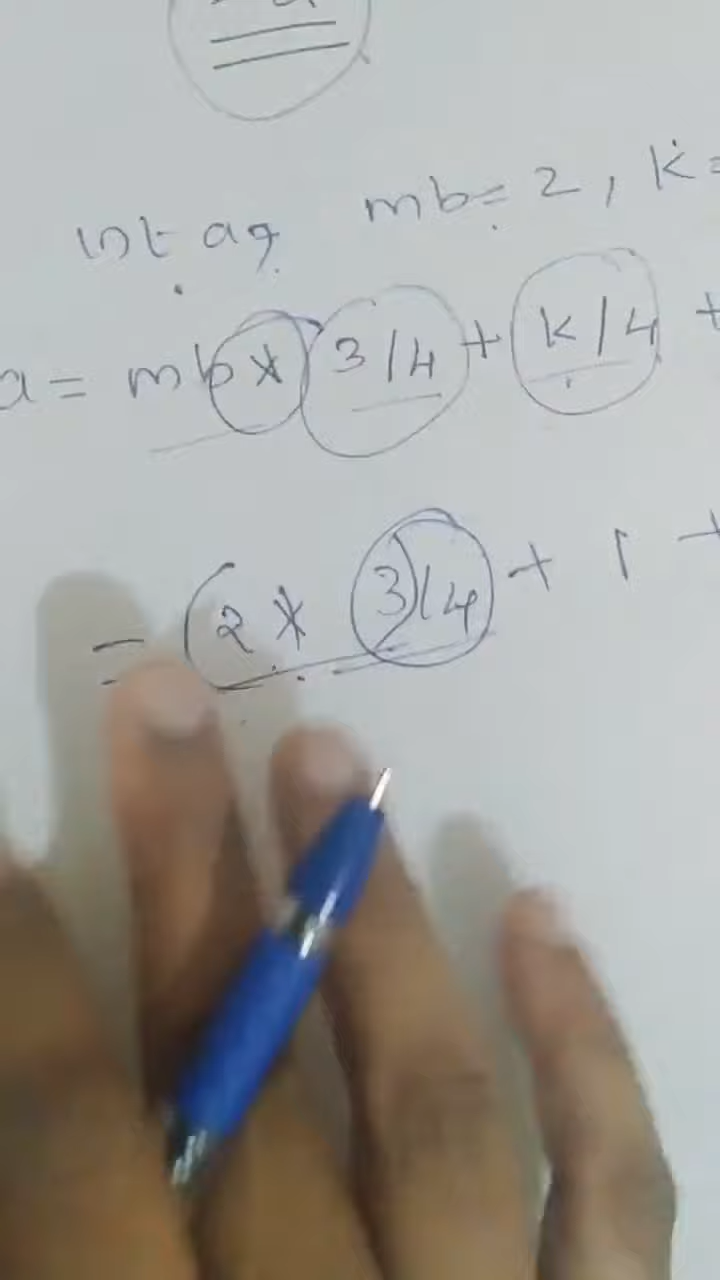 int a, mb = 2, k =
a = mb * 3/4 + k/4 +
= (2 * 3)/4 + 1 +